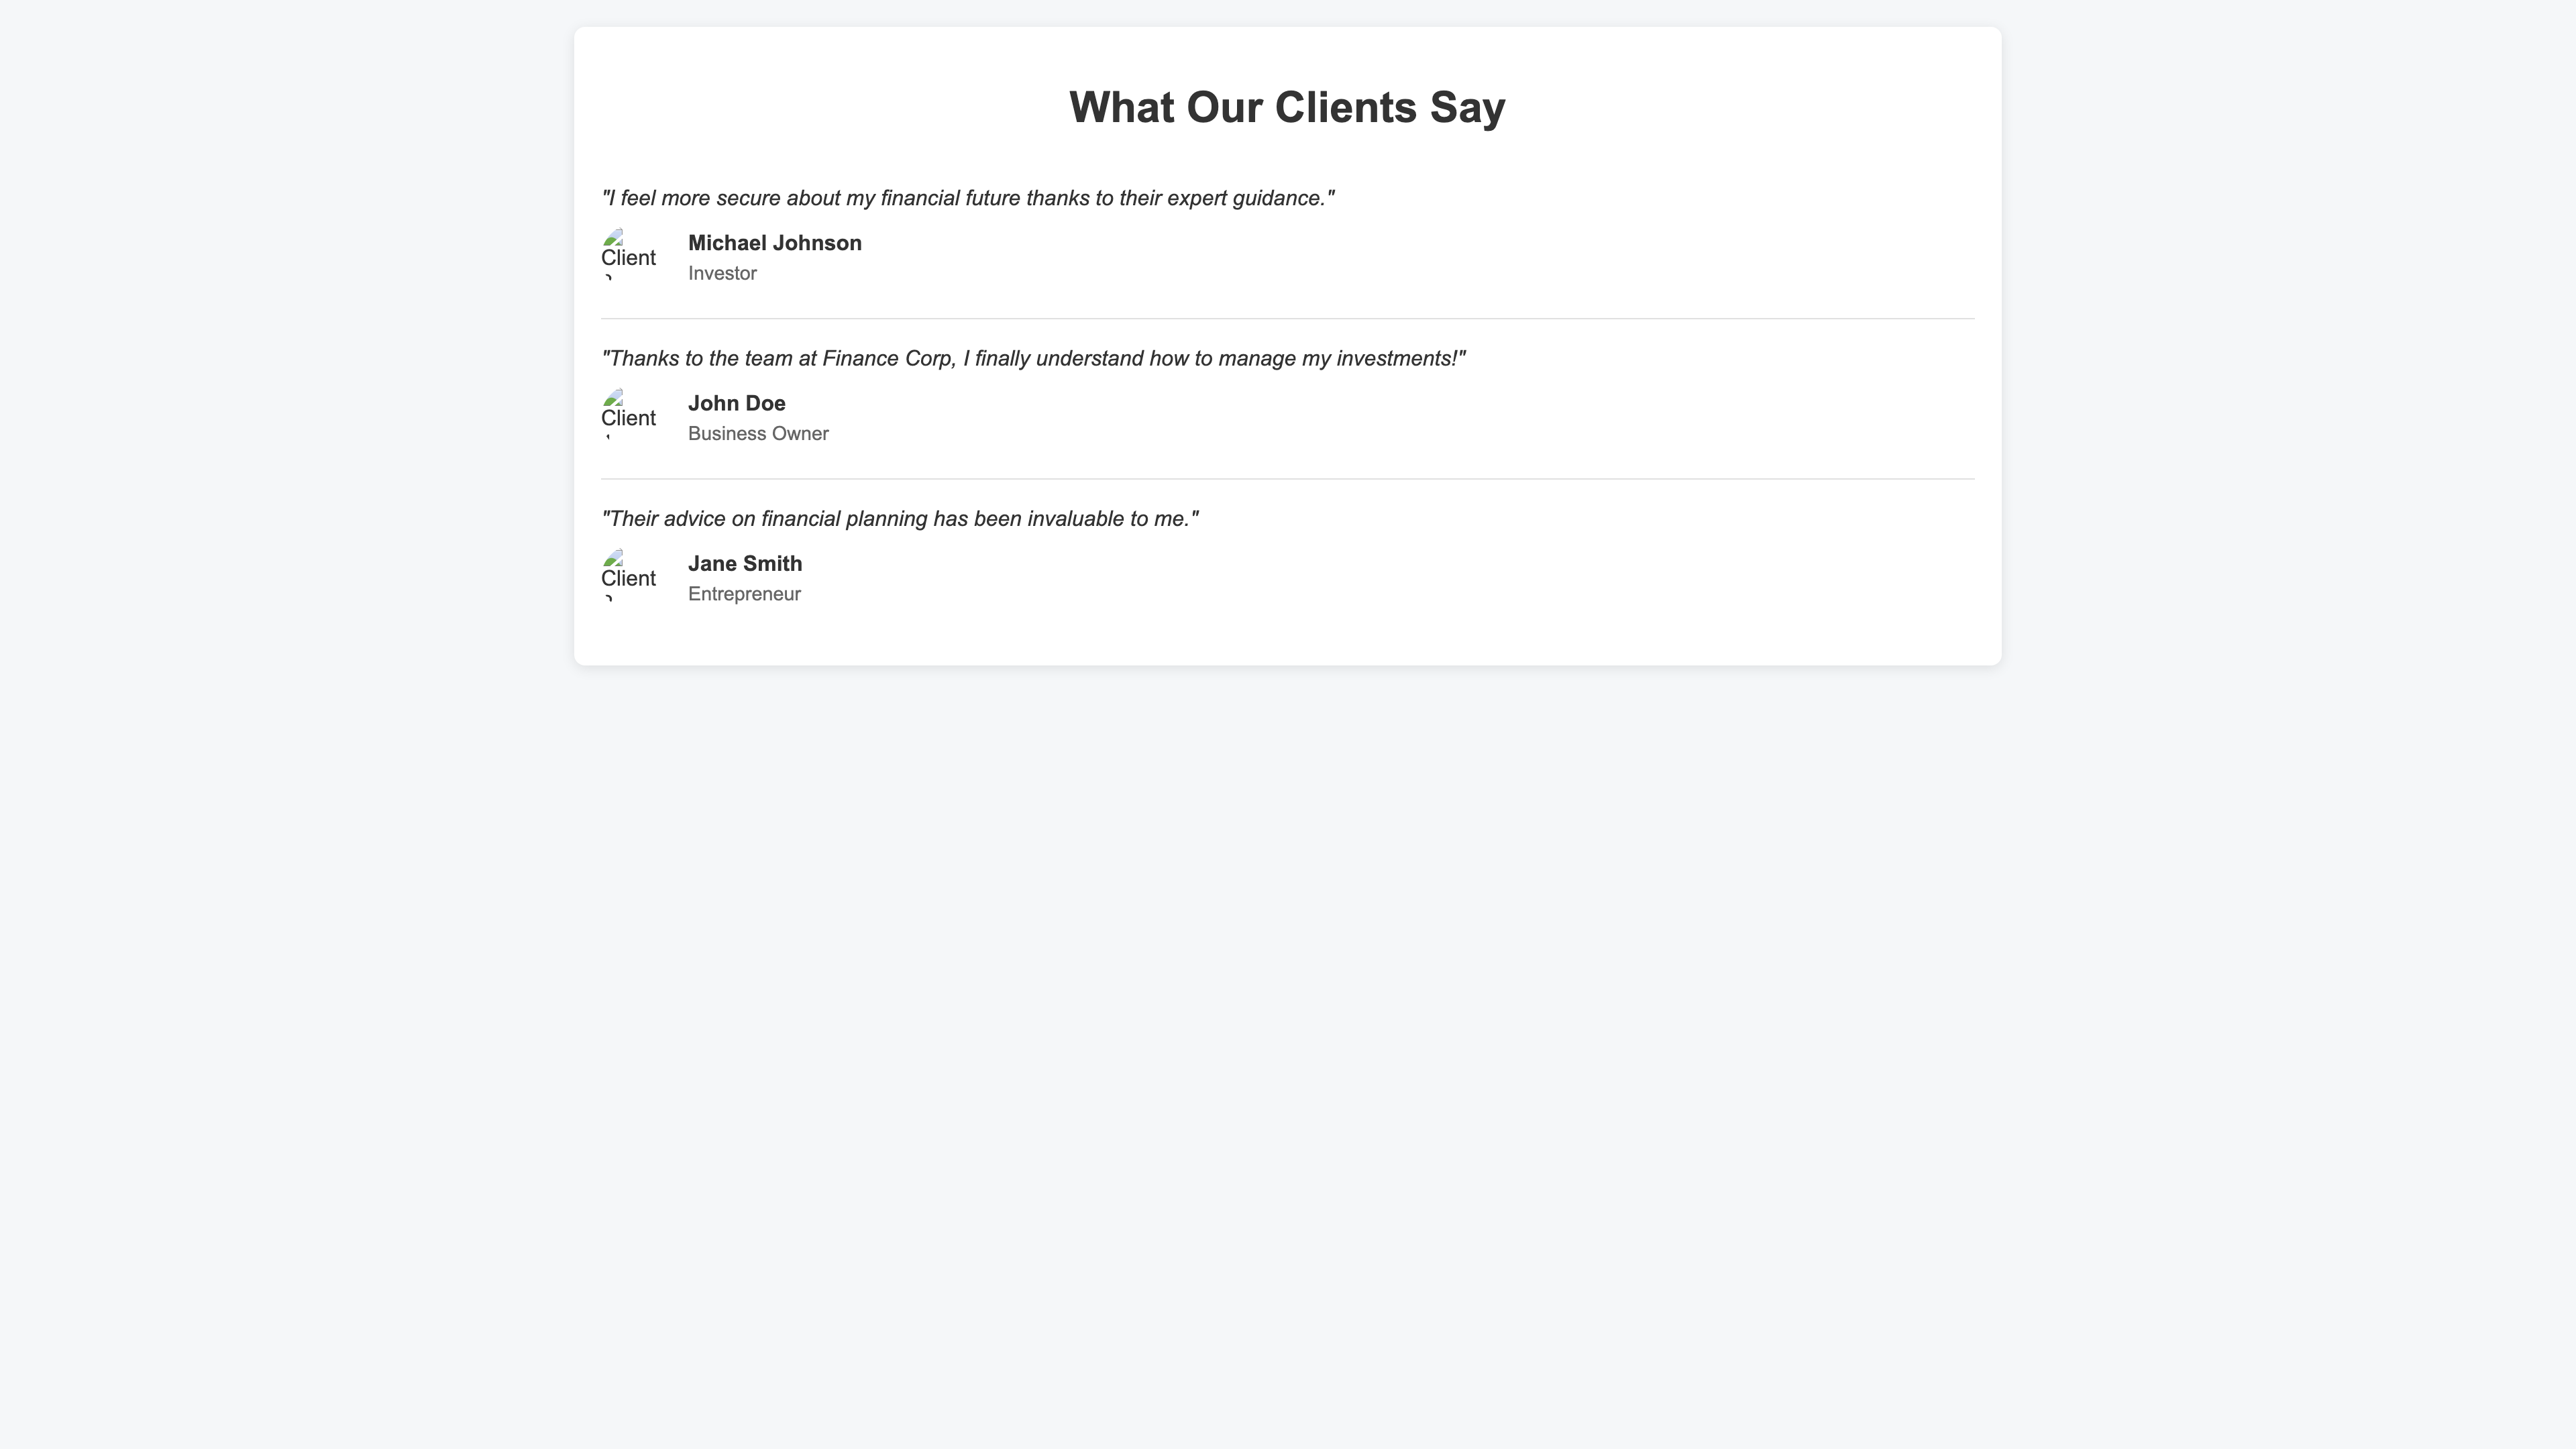 What Our Clients Say
"I feel more secure about my financial future thanks to their expert guidance."
Client
Michael Johnson
Investor
"Thanks to the team at Finance Corp, I finally understand how to manage my investments!"
Client
John Doe
Business Owner
"Their advice on financial planning has been invaluable to me."
Client
Jane Smith
Entrepreneur